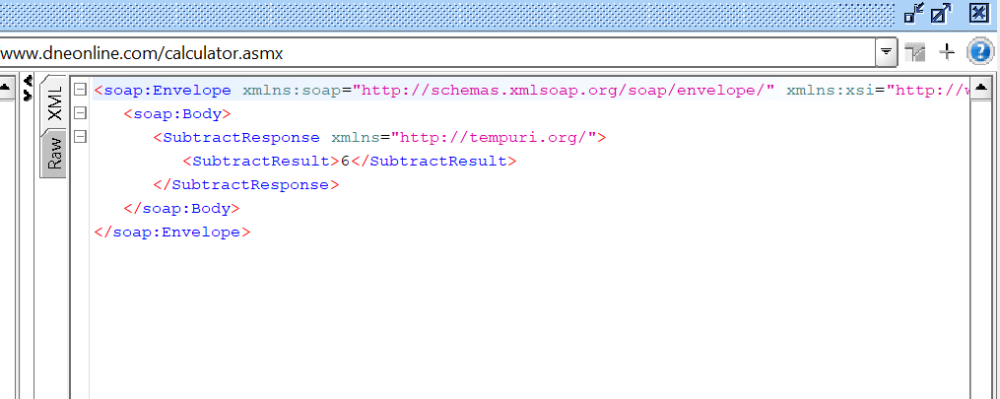 www.dneonline.com/calculator.asmx
XML
Raw
<soap:Envelope xmlns:soap="http://schemas.xmlsoap.org/soap/envelope/" xmlns:xsi="http://
<soap:Body>
<SubtractResponse xmlns="http://tempuri.org/">
<SubtractResult>6</SubtractResult>
</SubtractResponse>
</soap:Body>
</soap:Envelope>